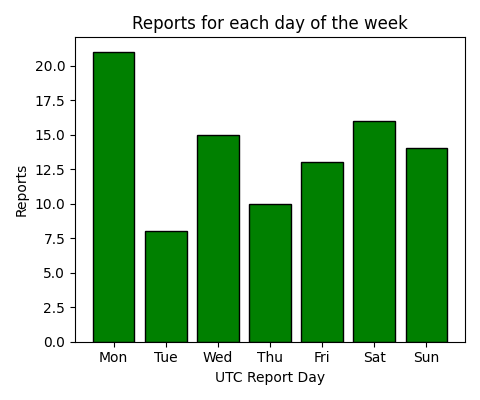 Reports for each day of the week
Reports
20.0
17.5
15.0
12.5
10.0
7.5
5.0
2.5
0.0
Mon Tue Wed Thu Fri Sat Sun
UTC Report Day